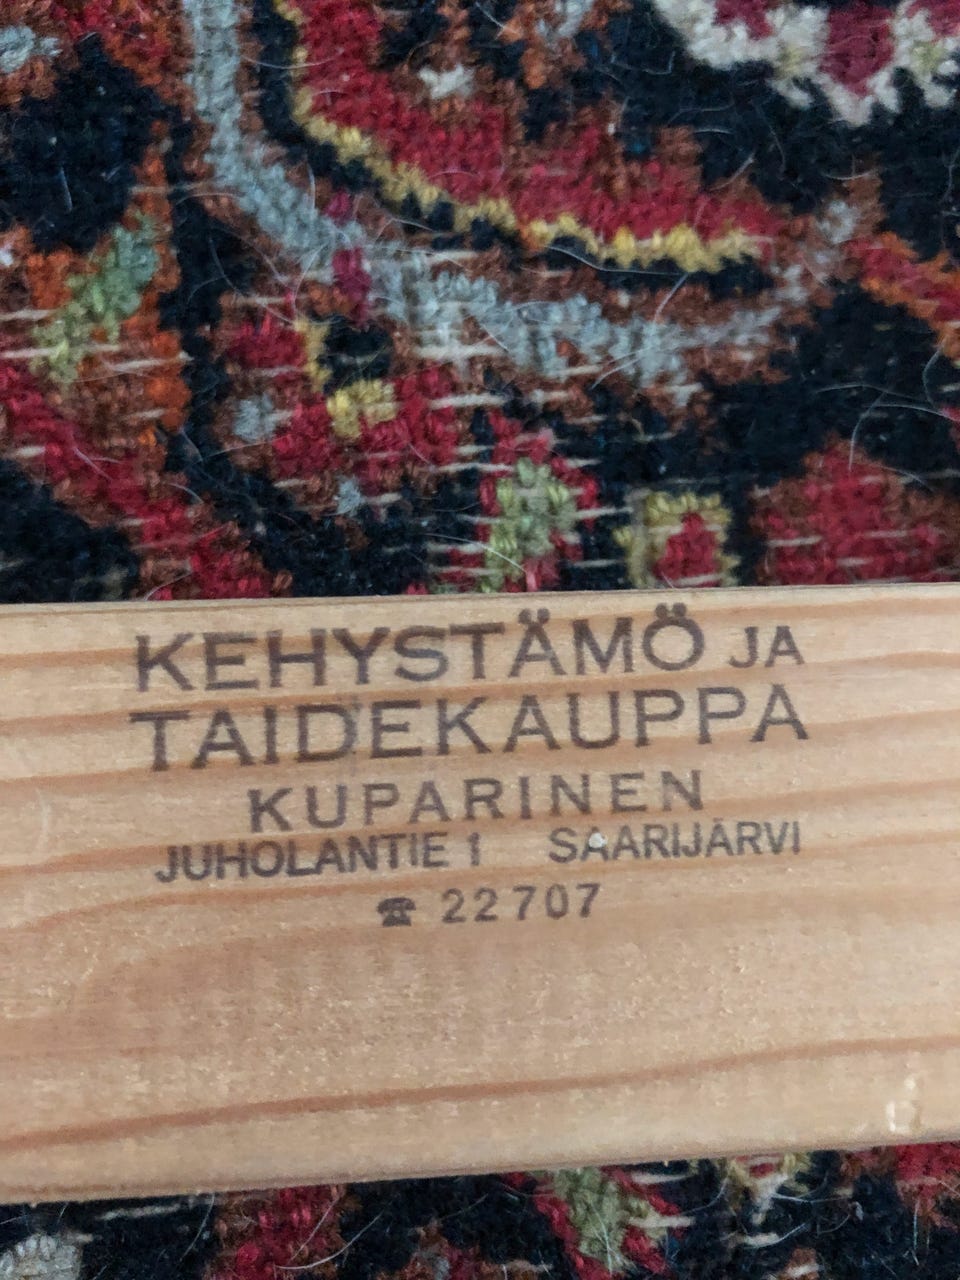 KEHYSTÄMÖ JA
TAIDEKAUPPA
KUPARINEN
JUHOLANTIE 1 SAARIJÄRVI
☎ 22707